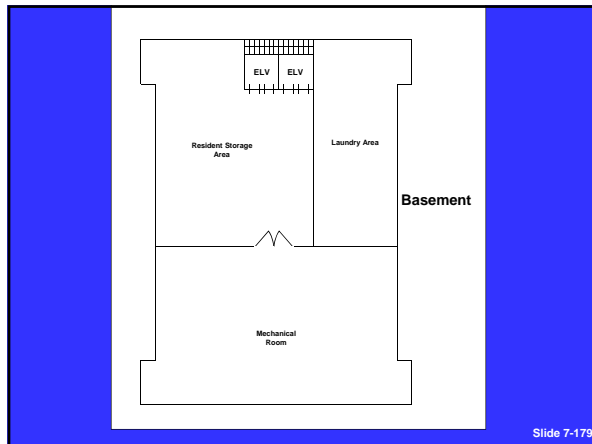 ELV
ELV
Resident Storage
Area
Laundry Area
Basement
Mechanical
Room
Slide 7-179